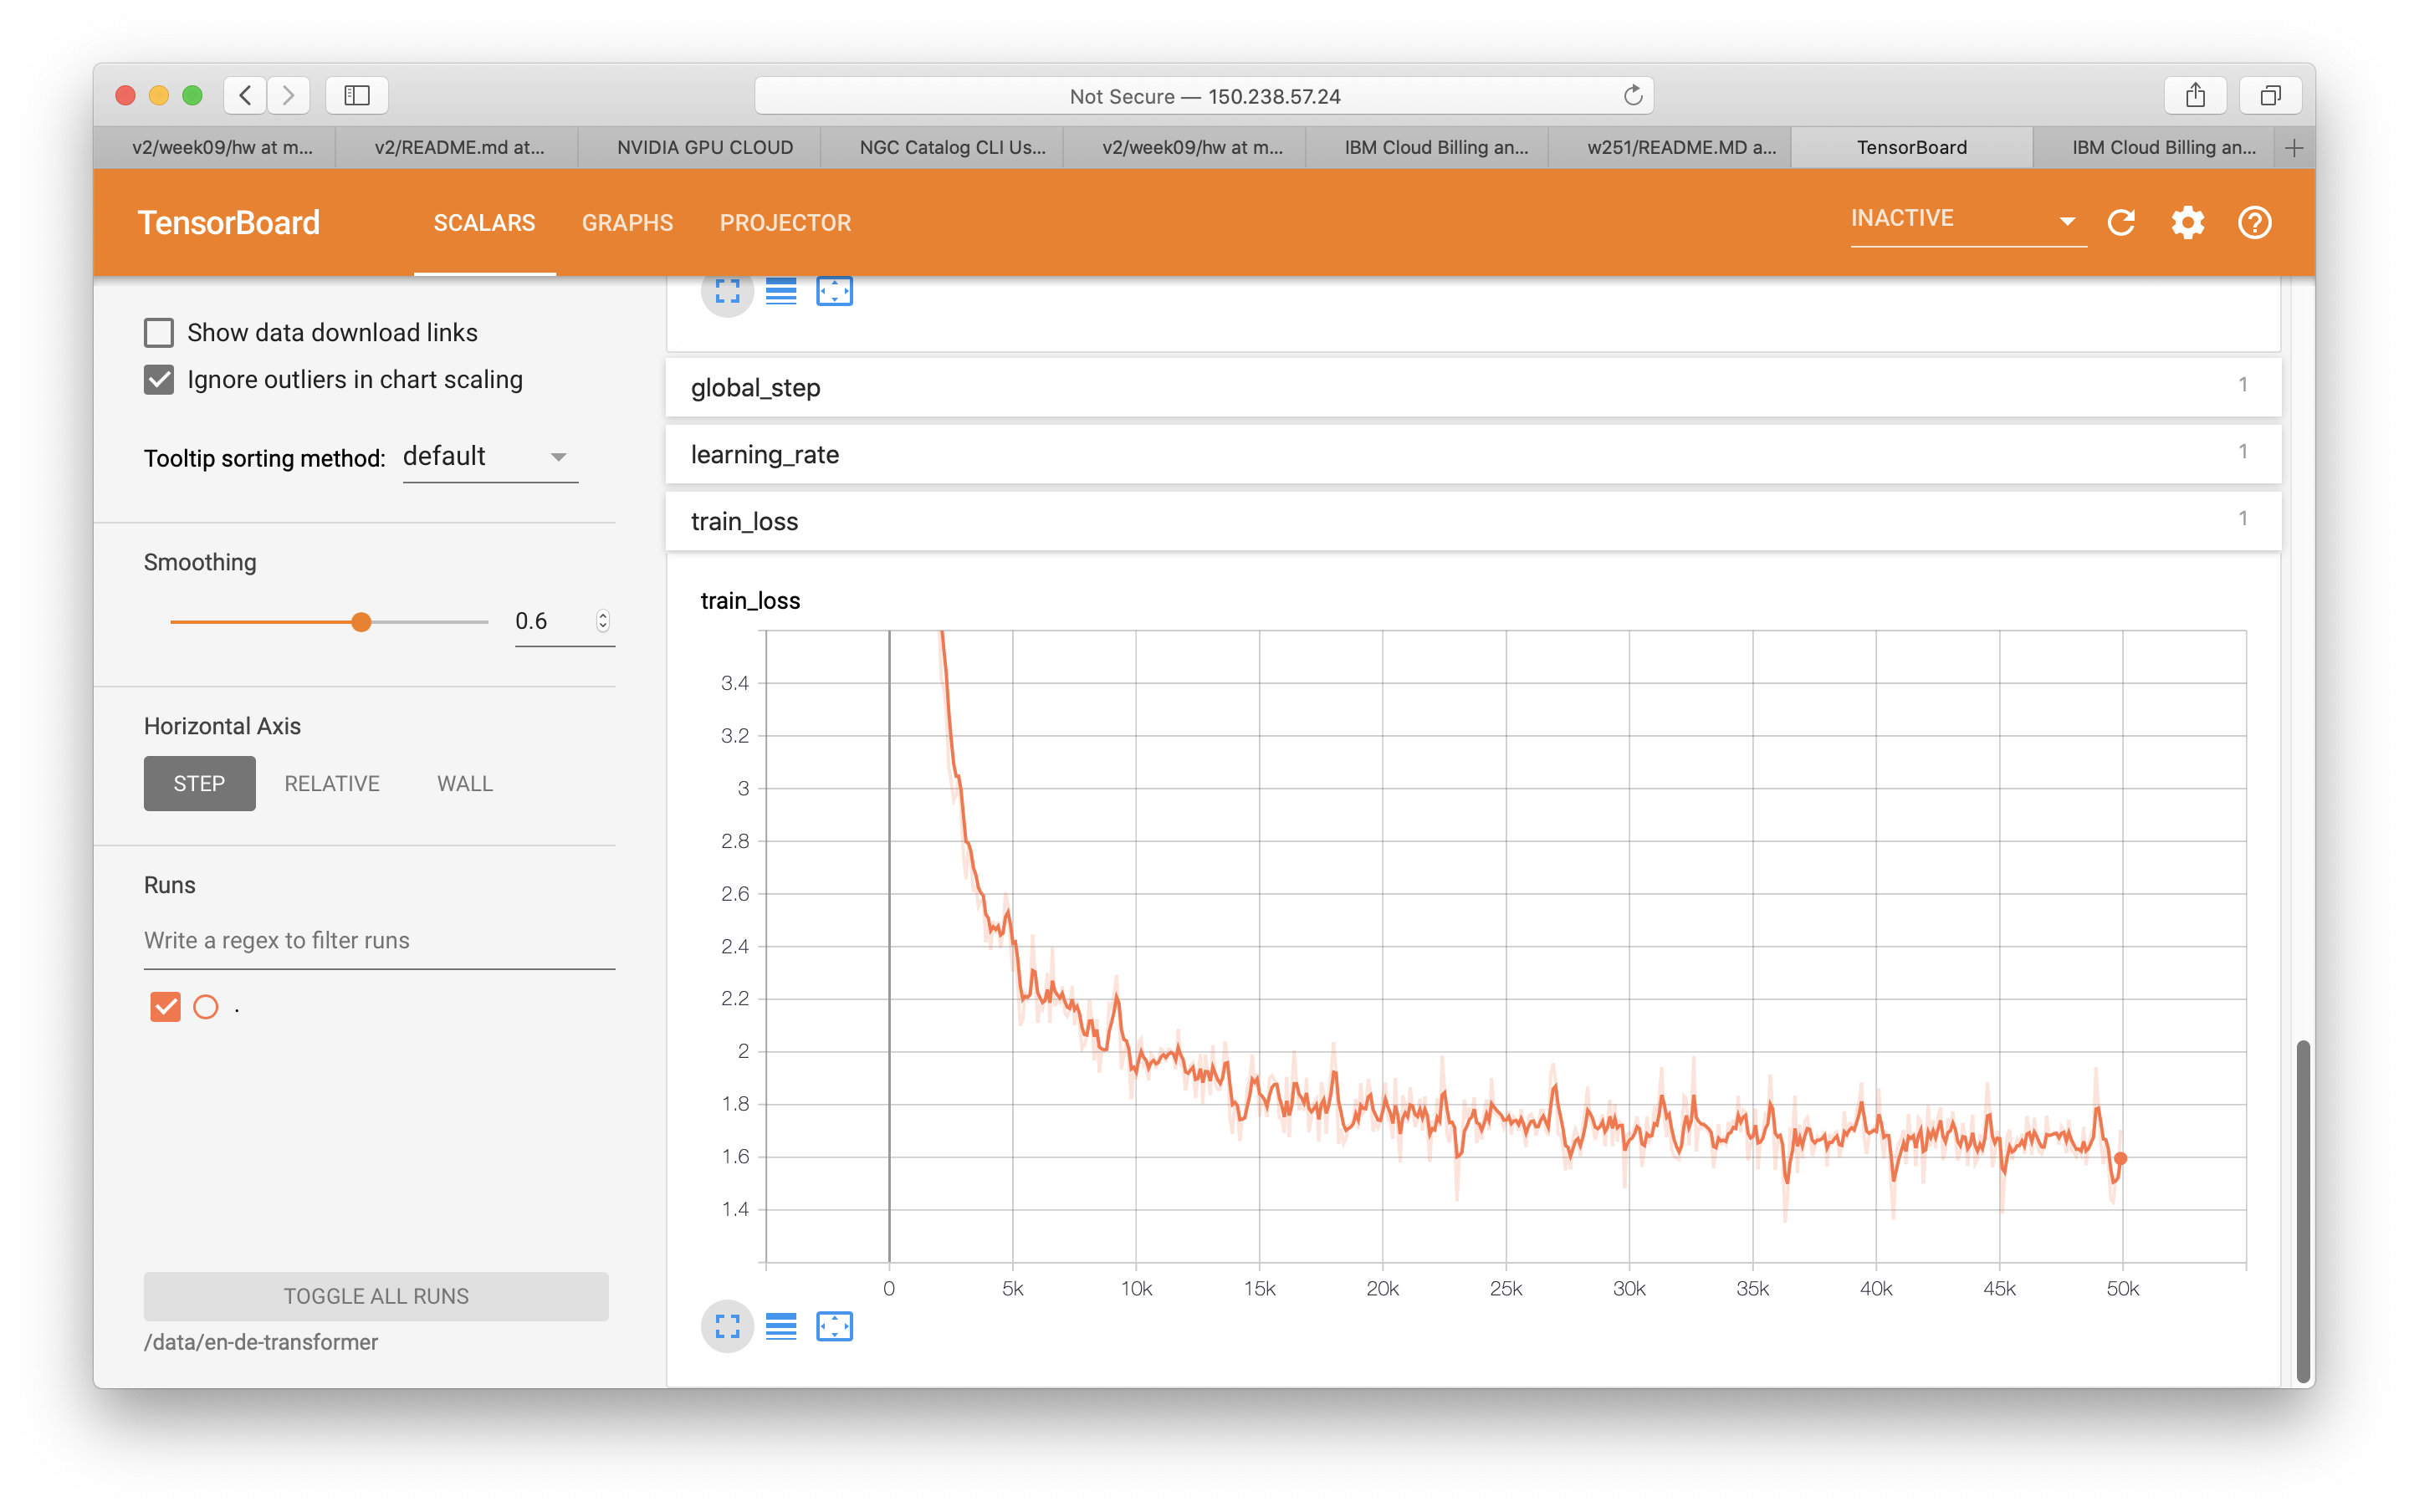 Not Secure — 150.238.57.24
v2/week09/hw at m... v2/README.md at... NVIDIA GPU CLOUD NGC Catalog CLI Us... v2/week09/hw at m... IBM Cloud Billing an... w251/README.MD a... TensorBoard IBM Cloud Billing an...
TensorBoard SCALARS GRAPHS PROJECTOR INACTIVE
Show data download links
Ignore outliers in chart scaling
Tooltip sorting method: default
Smoothing
0.6
Horizontal Axis
STEP RELATIVE WALL
Runs
Write a regex to filter runs
.
TOGGLE ALL RUNS
/data/en-de-transformer
global_step 1
learning_rate 1
train_loss 1
train_loss
3.4
3.2
3
2.8
2.6
2.4
2.2
2
1.8
1.6
1.4
0 5k 10k 15k 20k 25k 30k 35k 40k 45k 50k